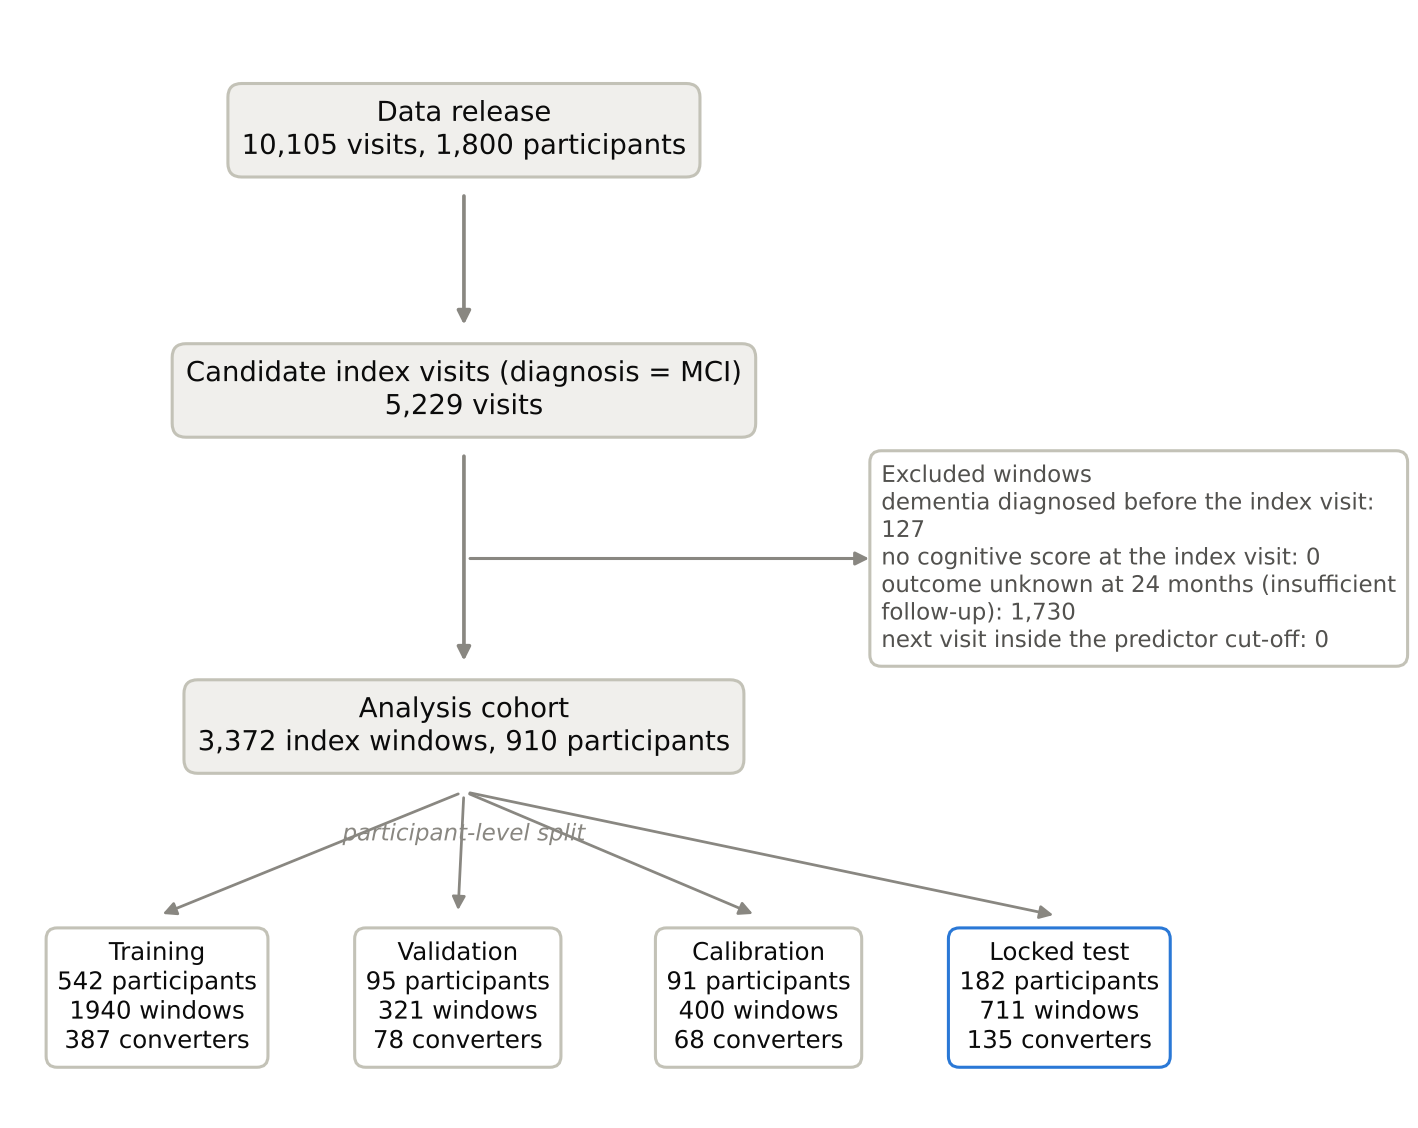 Data release
10,105 visits, 1,800 participants
Candidate index visits (diagnosis = MCI)
5,229 visits
Excluded windows
dementia diagnosed before the index visit:
127
no cognitive score at the index visit: 0
outcome unknown at 24 months (insufficient
follow-up): 1,730
next visit inside the predictor cut-off: 0
Analysis cohort
3,372 index windows, 910 participants
participant-level split
Training
542 participants
1940 windows
387 converters
Validation
95 participants
321 windows
78 converters
Calibration
91 participants
400 windows
68 converters
Locked test
182 participants
711 windows
135 converters